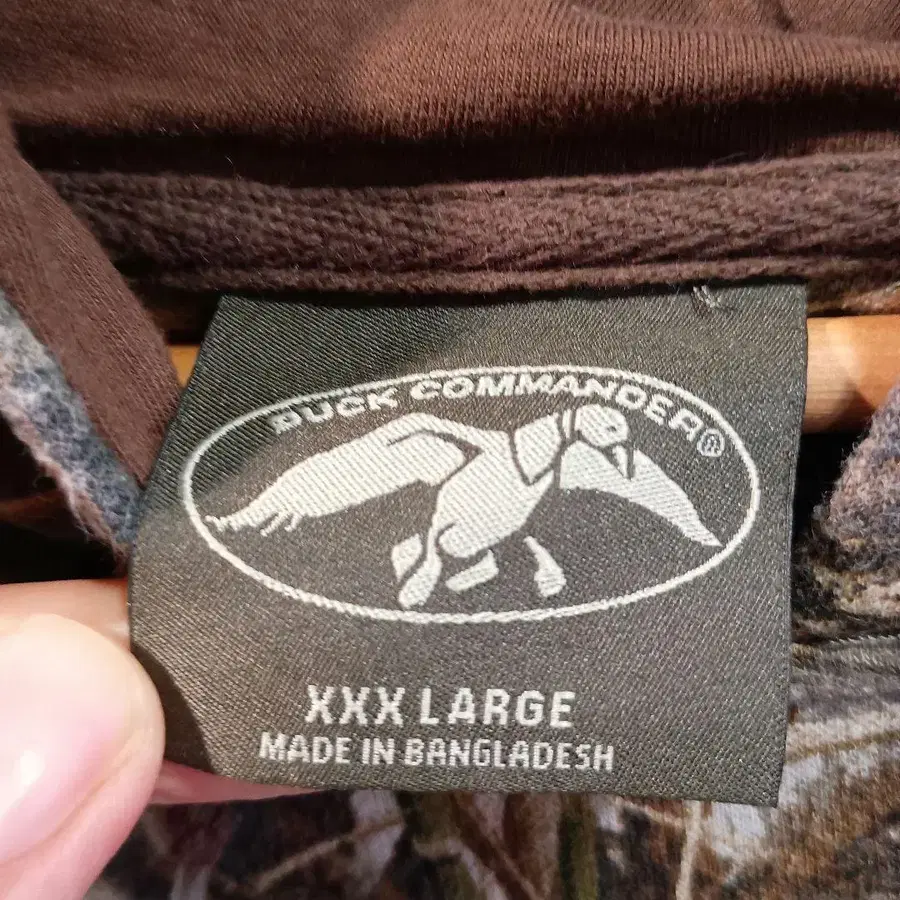 DUCK COMMANDER®
XXX LARGE
MADE IN BANGLADESH